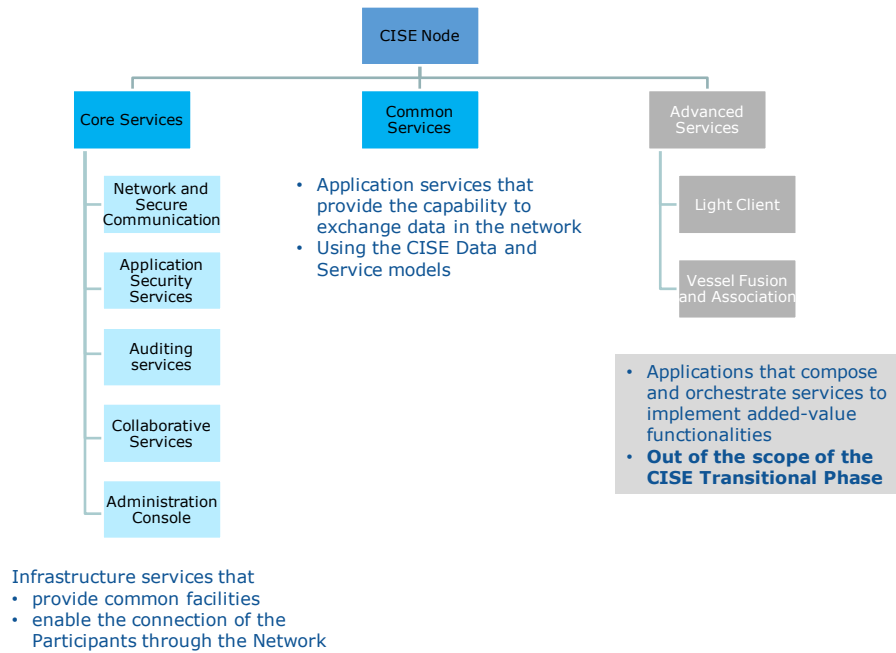 CISE Node
Core Services
Common
Services
Advanced
Services
Network and
Secure
Communication
Application
Security
Services
Auditing
services
Collaborative
Services
Administration
Console
• Application services that
provide the capability to
exchange data in the network
• Using the CISE Data and
Service models
Light Client
Vessel Fusion
and Association
• Applications that compose
and orchestrate services to
implement added-value
functionalities
• Out of the scope of the
CISE Transitional Phase
Infrastructure services that
• provide common facilities
• enable the connection of the
Participants through the Network